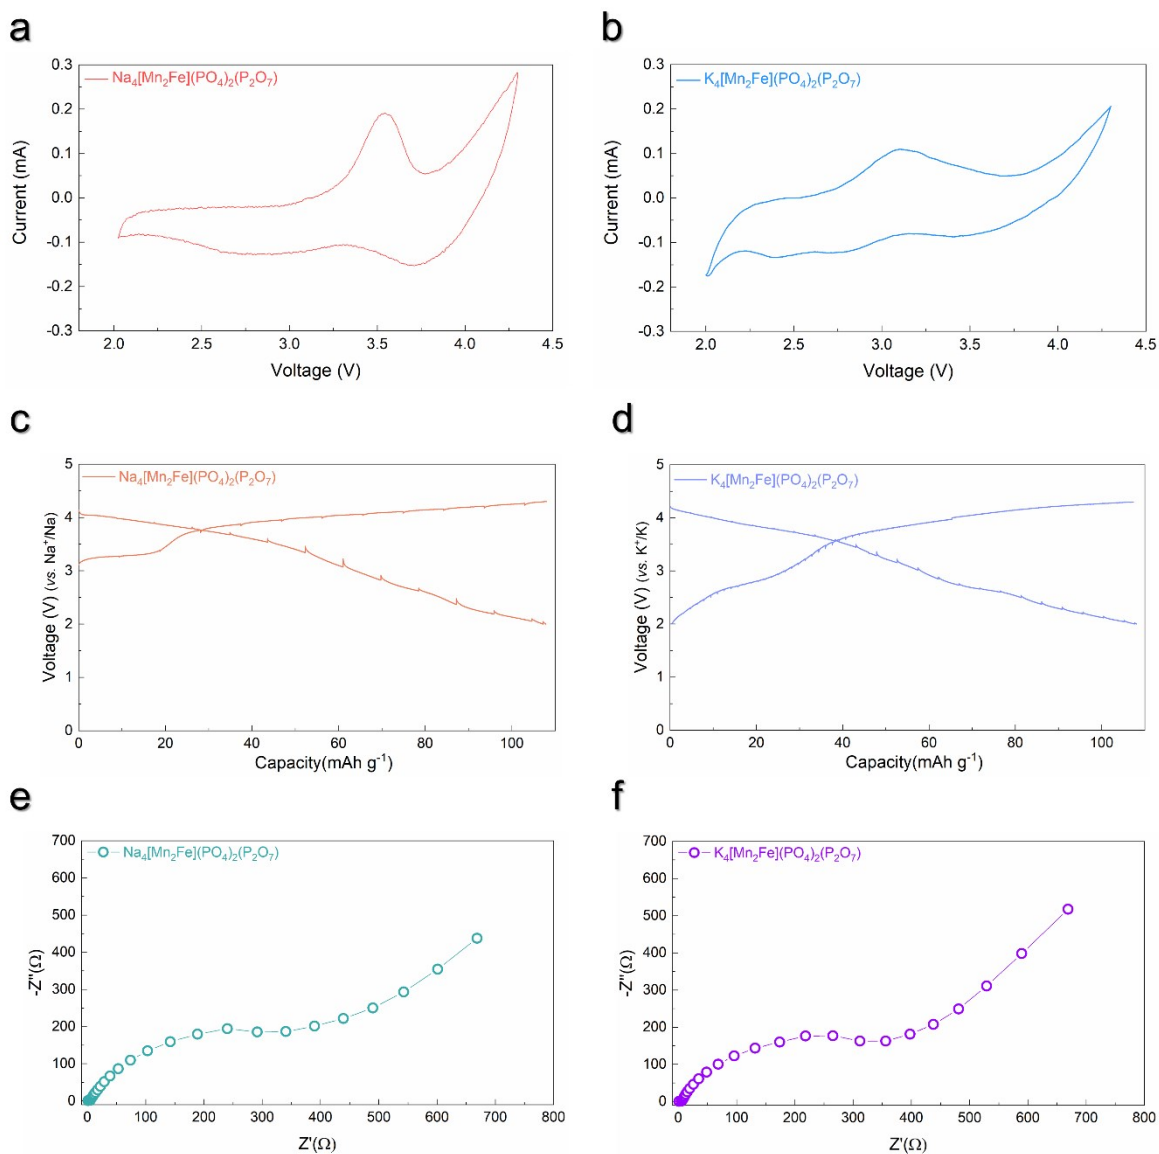 a
b
0.3
0.2
0.1
0.0
-0.1
-0.2
-0.3
Na₄[Mn₂Fe](PO₄)₂(P₂O₇)
Current (mA)
2.0 2.5 3.0 3.5 4.0 4.5
Voltage (V)
0.3
0.2
0.1
0.0
-0.1
-0.2
-0.3
K₄[Mn₂Fe](PO₄)₂(P₂O₇)
Current (mA)
2.0 2.5 3.0 3.5 4.0 4.5
Voltage (V)
c
d
5
4
3
2
1
0
Na₄[Mn₂Fe](PO₄)₂(P₂O₇)
Voltage (V) (vs. Na⁺/Na)
0 20 40 60 80 100
Capacity(mAh g⁻¹)
5
4
3
2
1
0
K₄[Mn₂Fe](PO₄)₂(P₂O₇)
Voltage (V) (vs. K⁺/K)
0 20 40 60 80 100
Capacity(mAh g⁻¹)
e
f
700
600
500
400
300
200
100
0
Na₄[Mn₂Fe](PO₄)₂(P₂O₇)
-Z''(Ω)
0 100 200 300 400 500 600 700 800
Z'(Ω)
700
600
500
400
300
200
100
0
K₄[Mn₂Fe](PO₄)₂(P₂O₇)
-Z''(Ω)
0 100 200 300 400 500 600 700 800
Z'(Ω)